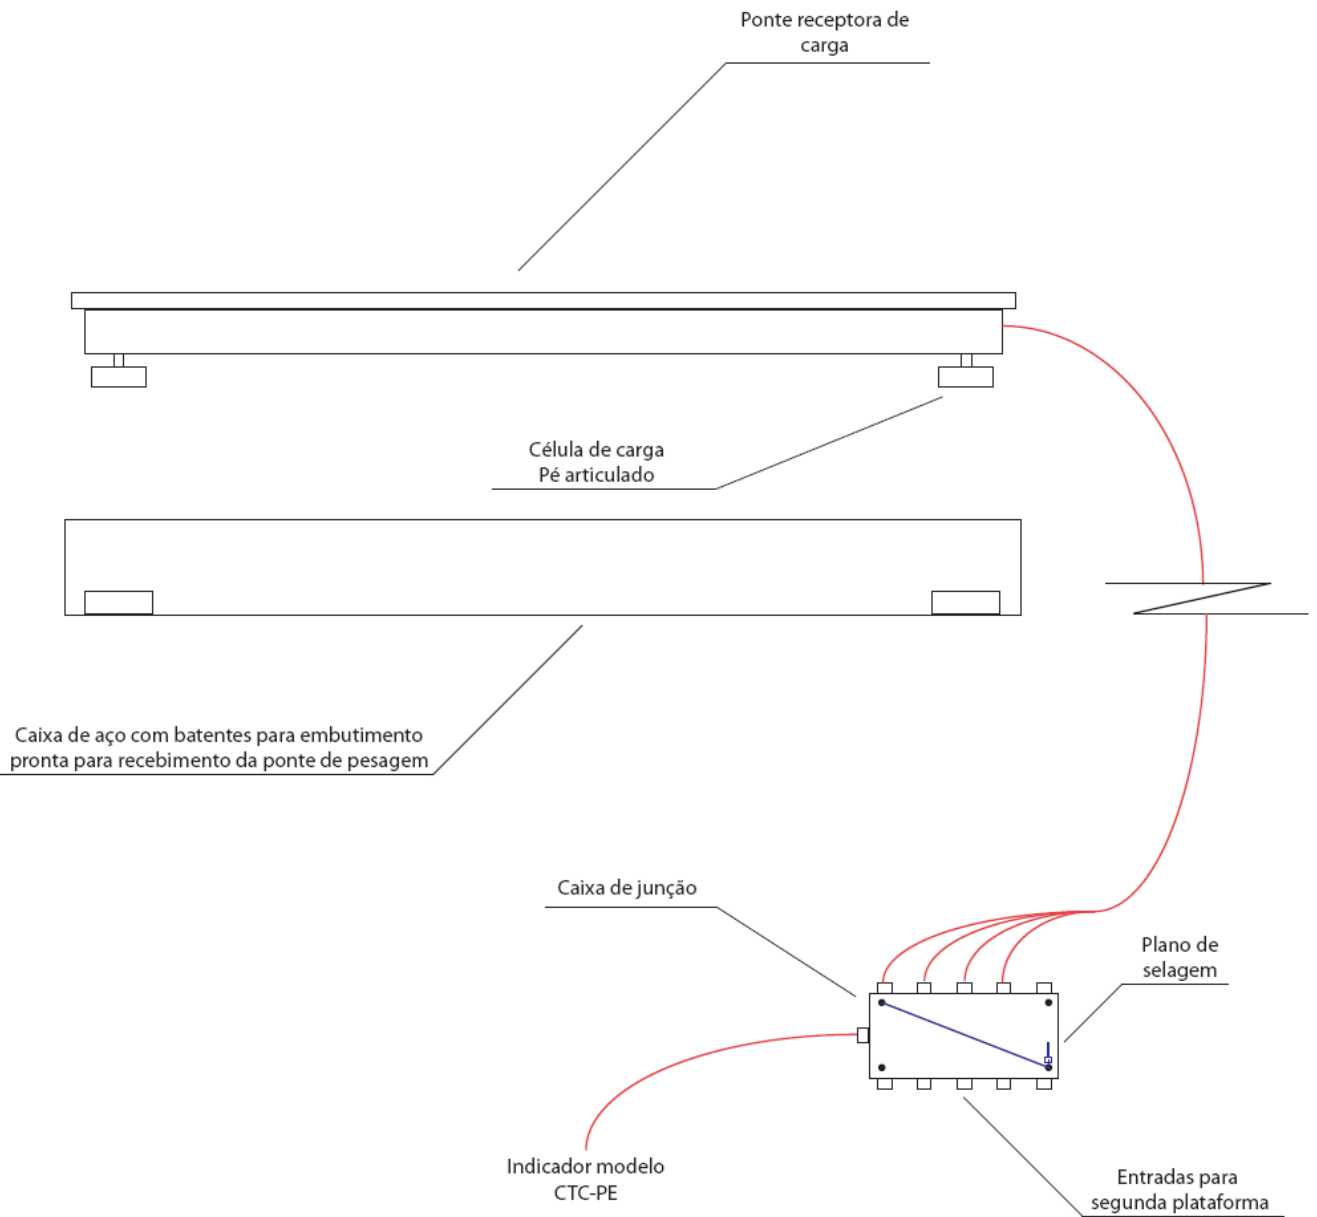 Ponte receptora de
carga
Célula de carga
Pé articulado
Caixa de aço com batentes para embutimento
pronta para recebimento da ponte de pesagem
Caixa de junção
Plano de
selagem
Indicador modelo
CTC-PE
Entradas para
segunda plataforma